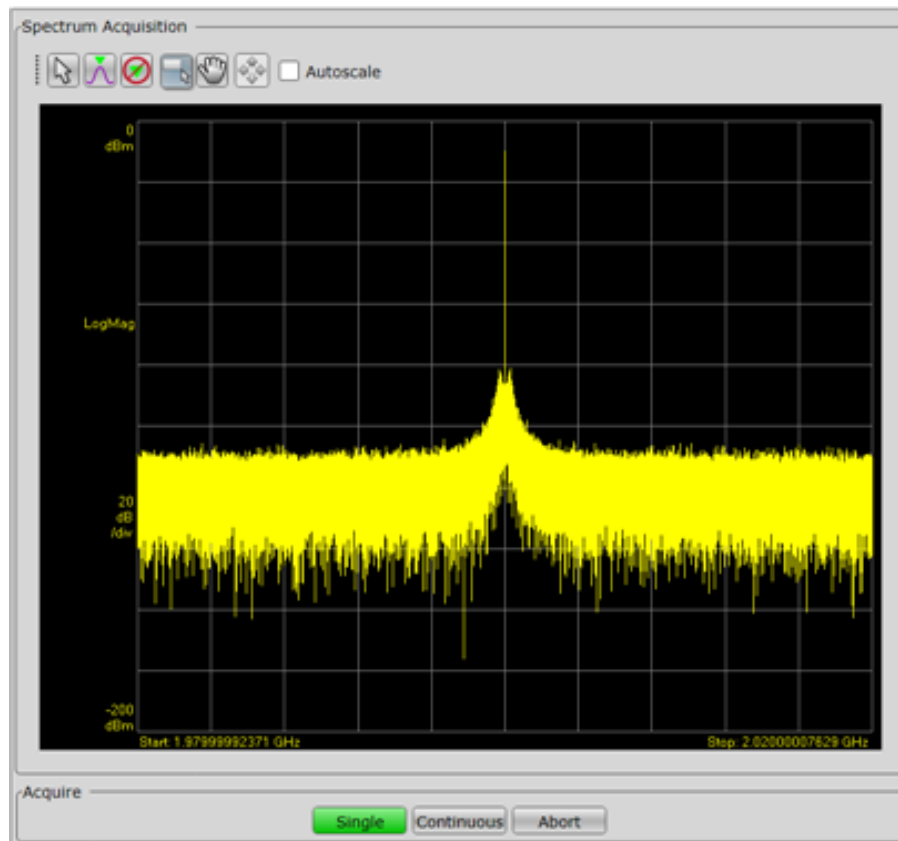 Spectrum Acquisition
Autoscale
0
dBm
LogMag
20
dB
/div
-200
dBm
Start: 1.97999992371 GHz
Stop: 2.02000007629 GHz
Acquire
Single
Continuous
Abort